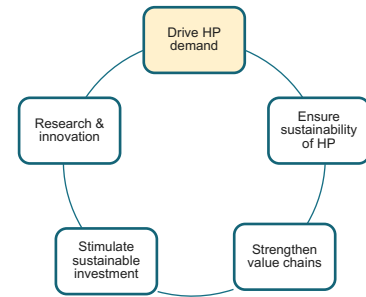 Drive HP
demand
Ensure
sustainability
of HP
Strengthen
value chains
Stimulate
sustainable
investment
Research &
innovation